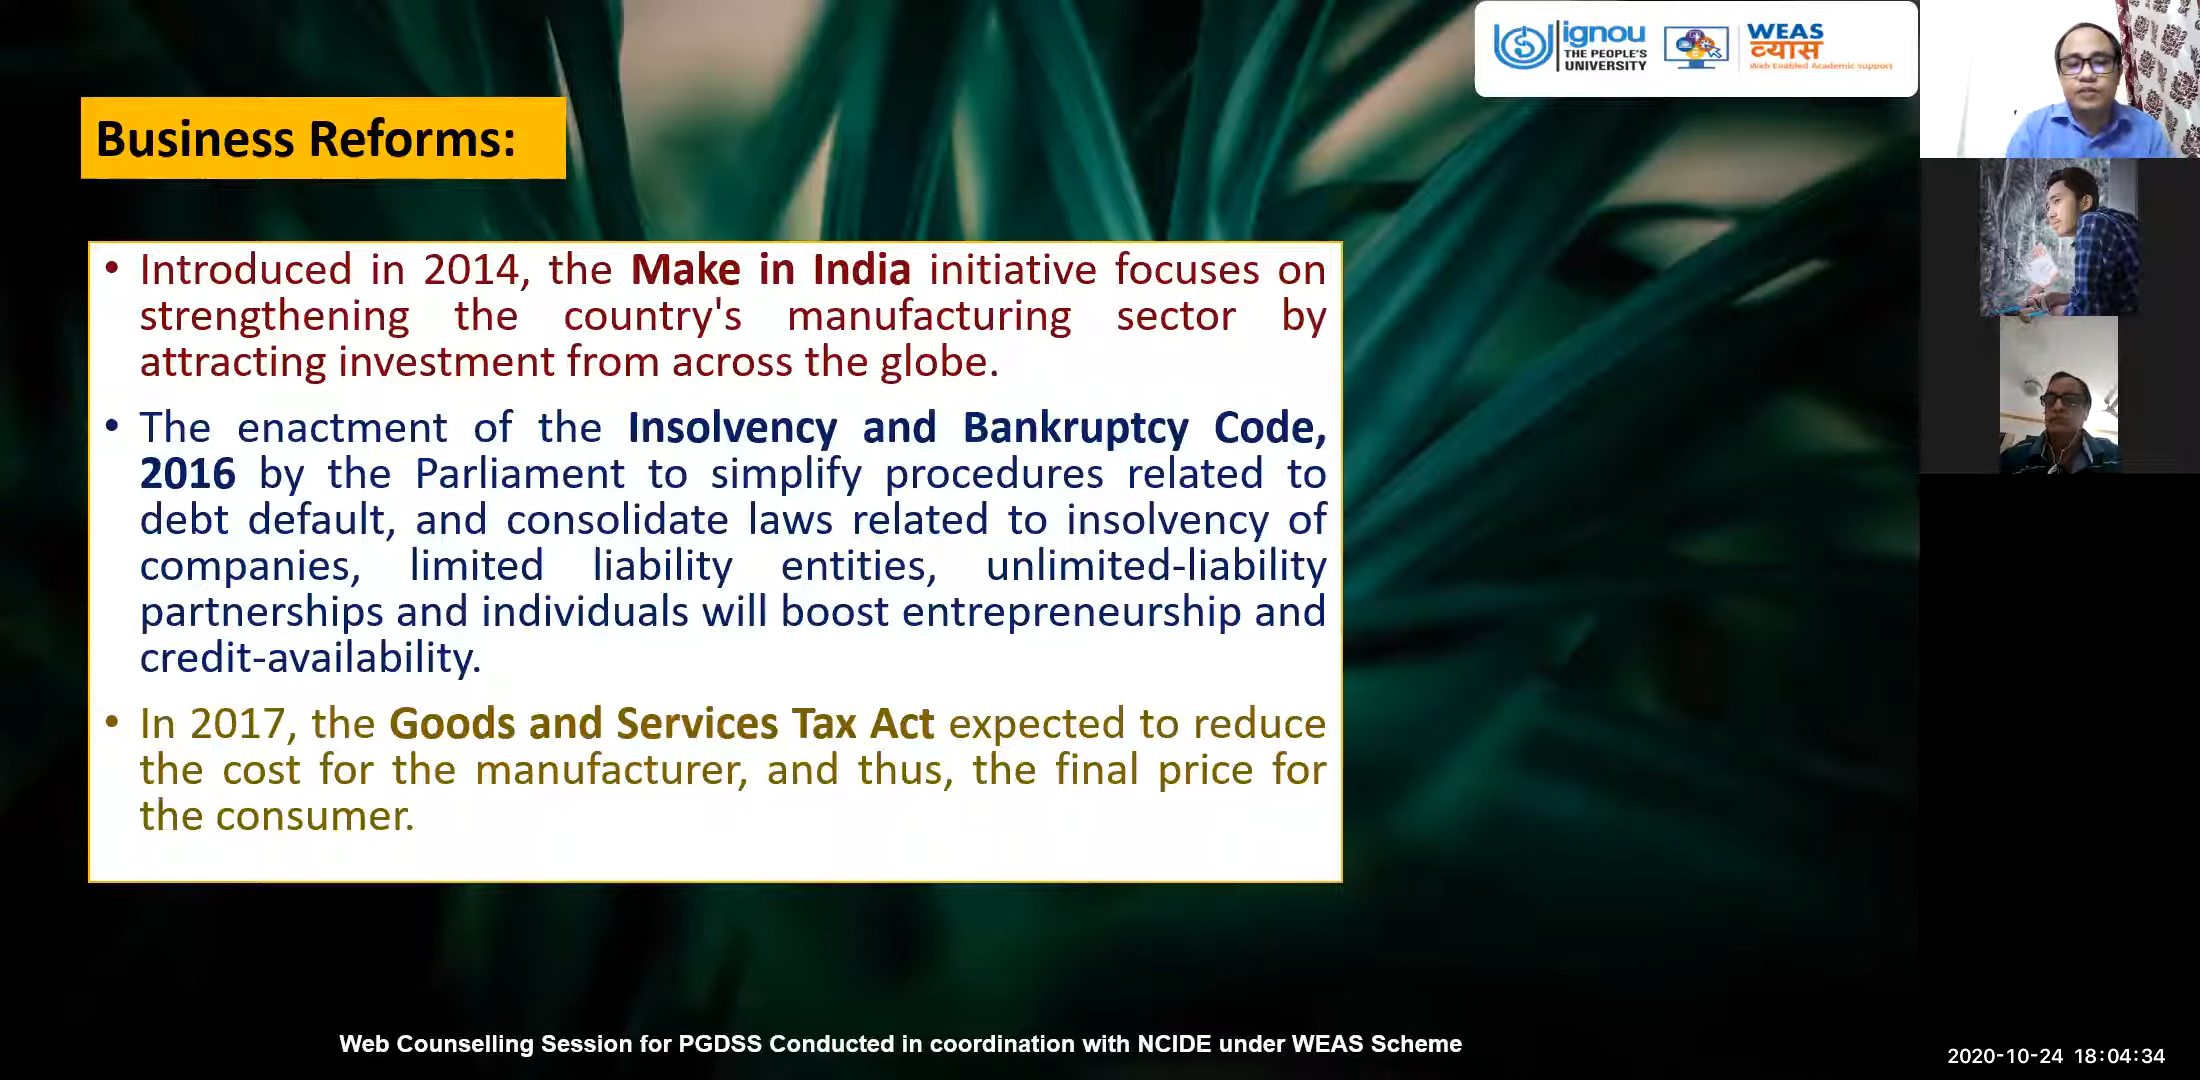 ignou
THE PEOPLE'S
UNIVERSITY
WEAS
व्यास
Web Enabled Academic Support
Business Reforms:
• Introduced in 2014, the Make in India initiative focuses on
strengthening the country's manufacturing sector by
attracting investment from across the globe.
• The enactment of the Insolvency and Bankruptcy Code,
2016 by the Parliament to simplify procedures related to
debt default, and consolidate laws related to insolvency of
companies, limited liability entities, unlimited-liability
partnerships and individuals will boost entrepreneurship and
credit-availability.
• In 2017, the Goods and Services Tax Act expected to reduce
the cost for the manufacturer, and thus, the final price for
the consumer.
Web Counselling Session for PGDSS Conducted in coordination with NCIDE under WEAS Scheme
2020-10-24 18:04:34